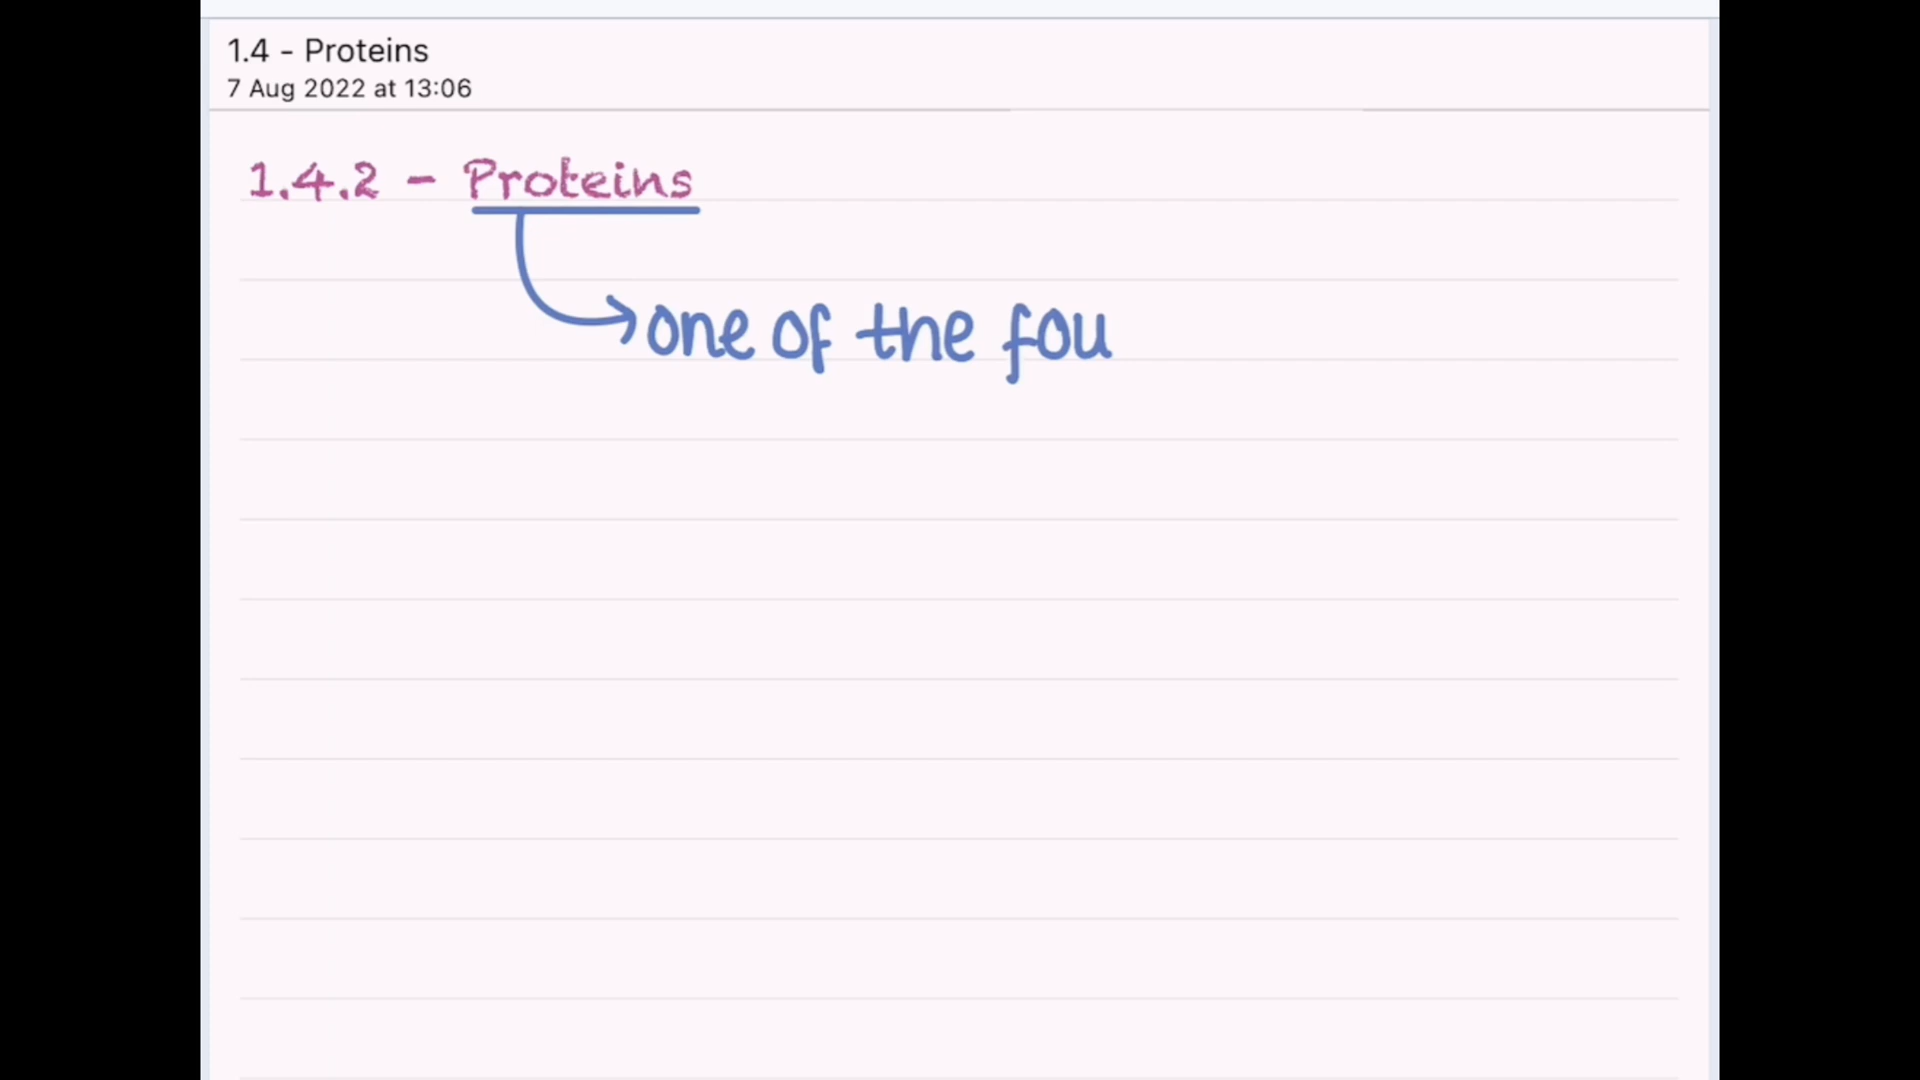 1.4 - Proteins
7 Aug 2022 at 13:06
1.4.2 - Proteins
one of the fou